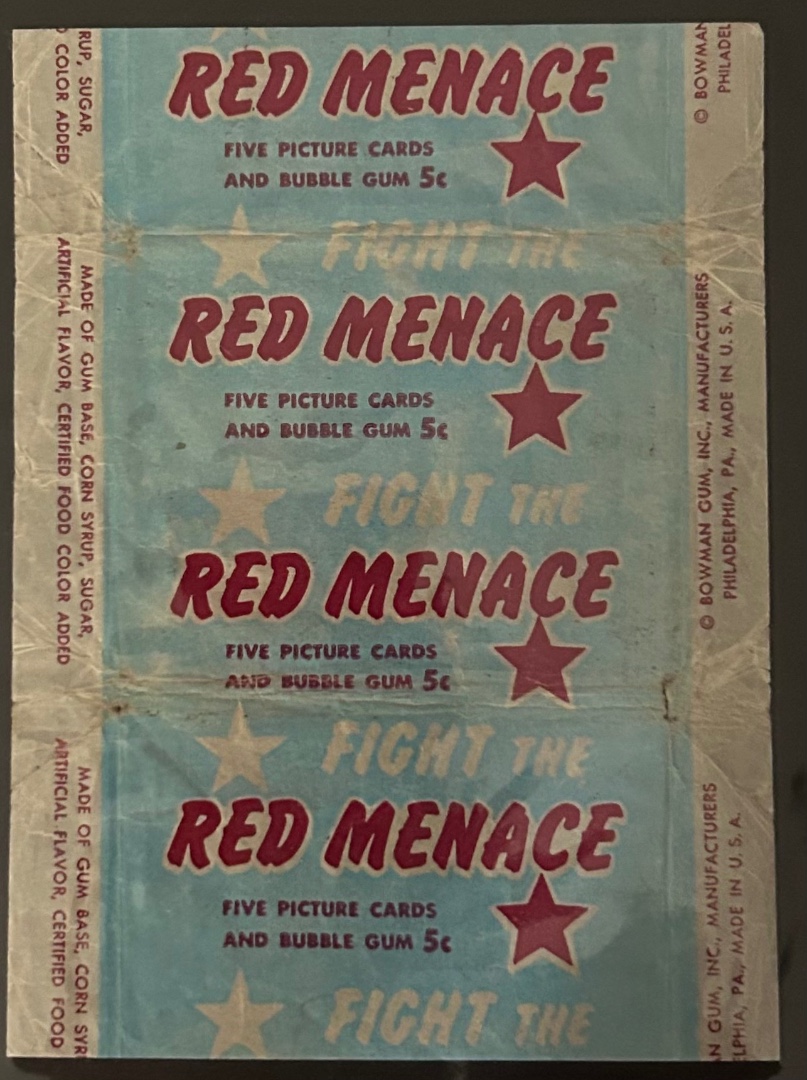 RED MENACE
FIVE PICTURE CARDS
AND BUBBLE GUM 5¢
FIGHT THE
RED MENACE
FIVE PICTURE CARDS
AND BUBBLE GUM 5¢
FIGHT THE
RED MENACE
FIVE PICTURE CARDS
AND BUBBLE GUM 5¢
FIGHT THE
RED MENACE
FIVE PICTURE CARDS
AND BUBBLE GUM 5¢
FIGHT THE
RUP, SUGAR,
COLOR ADDED
MADE OF GUM BASE, CORN SYRUP, SUGAR,
ARTIFICIAL FLAVOR, CERTIFIED FOOD COLOR ADDED
MADE OF GUM BASE, CORN SYR
ARTIFICIAL FLAVOR, CERTIFIED FOOD
© BOWMAN
PHILADEL
© BOWMAN GUM, INC., MANUFACTURERS
PHILADELPHIA, PA., MADE IN U. S. A.
N GUM, INC., MANUFACTURERS
ELPHIA, PA., MADE IN U. S. A.